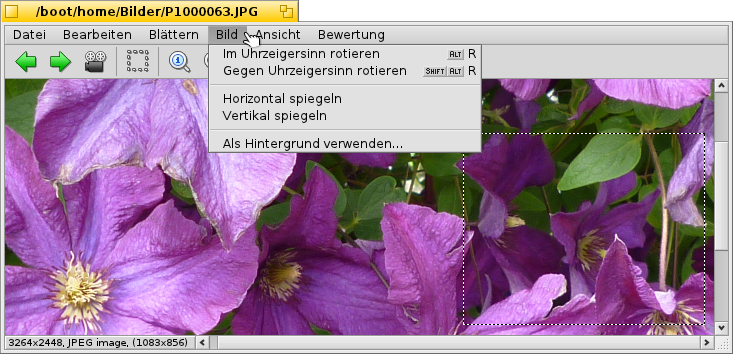 /boot/home/Bilder/P1000063.JPG
Datei Bearbeiten Blättern Bild Ansicht Bewertung
Im Uhrzeigersinn rotieren ALT R
Gegen Uhrzeigersinn rotieren SHIFT ALT R
Horizontal spiegeln
Vertikal spiegeln
Als Hintergrund verwenden...
3264x2448, JPEG image, (1083x856)